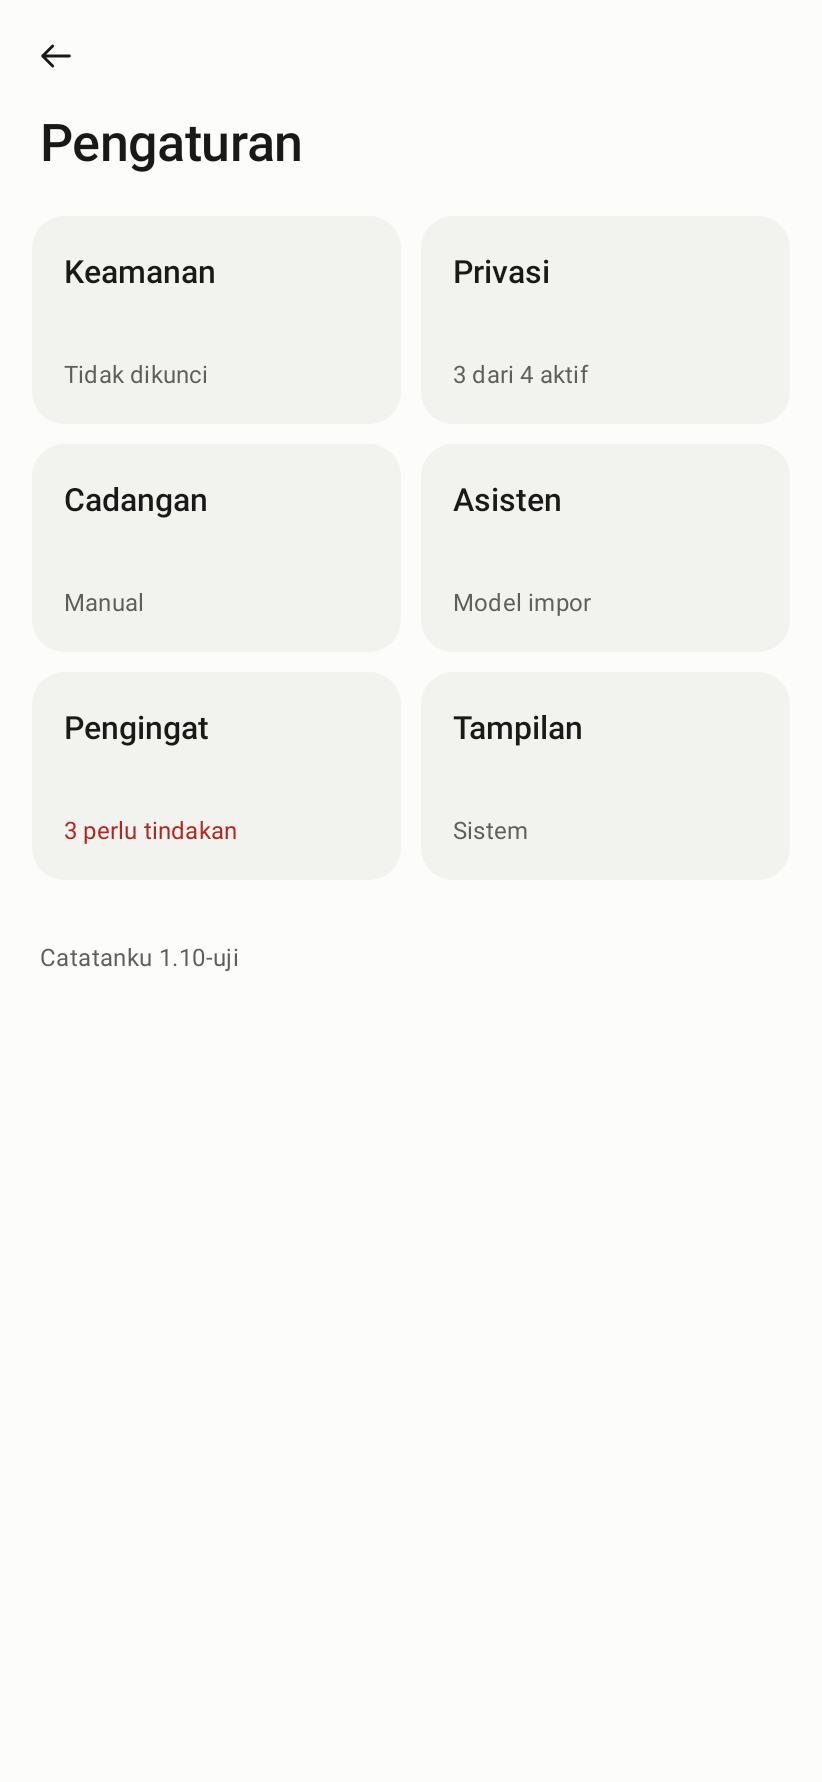 Pengaturan
Keamanan
Tidak dikunci
Privasi
3 dari 4 aktif
Cadangan
Manual
Asisten
Model impor
Pengingat
3 perlu tindakan
Tampilan
Sistem
Catatanku 1.10-uji